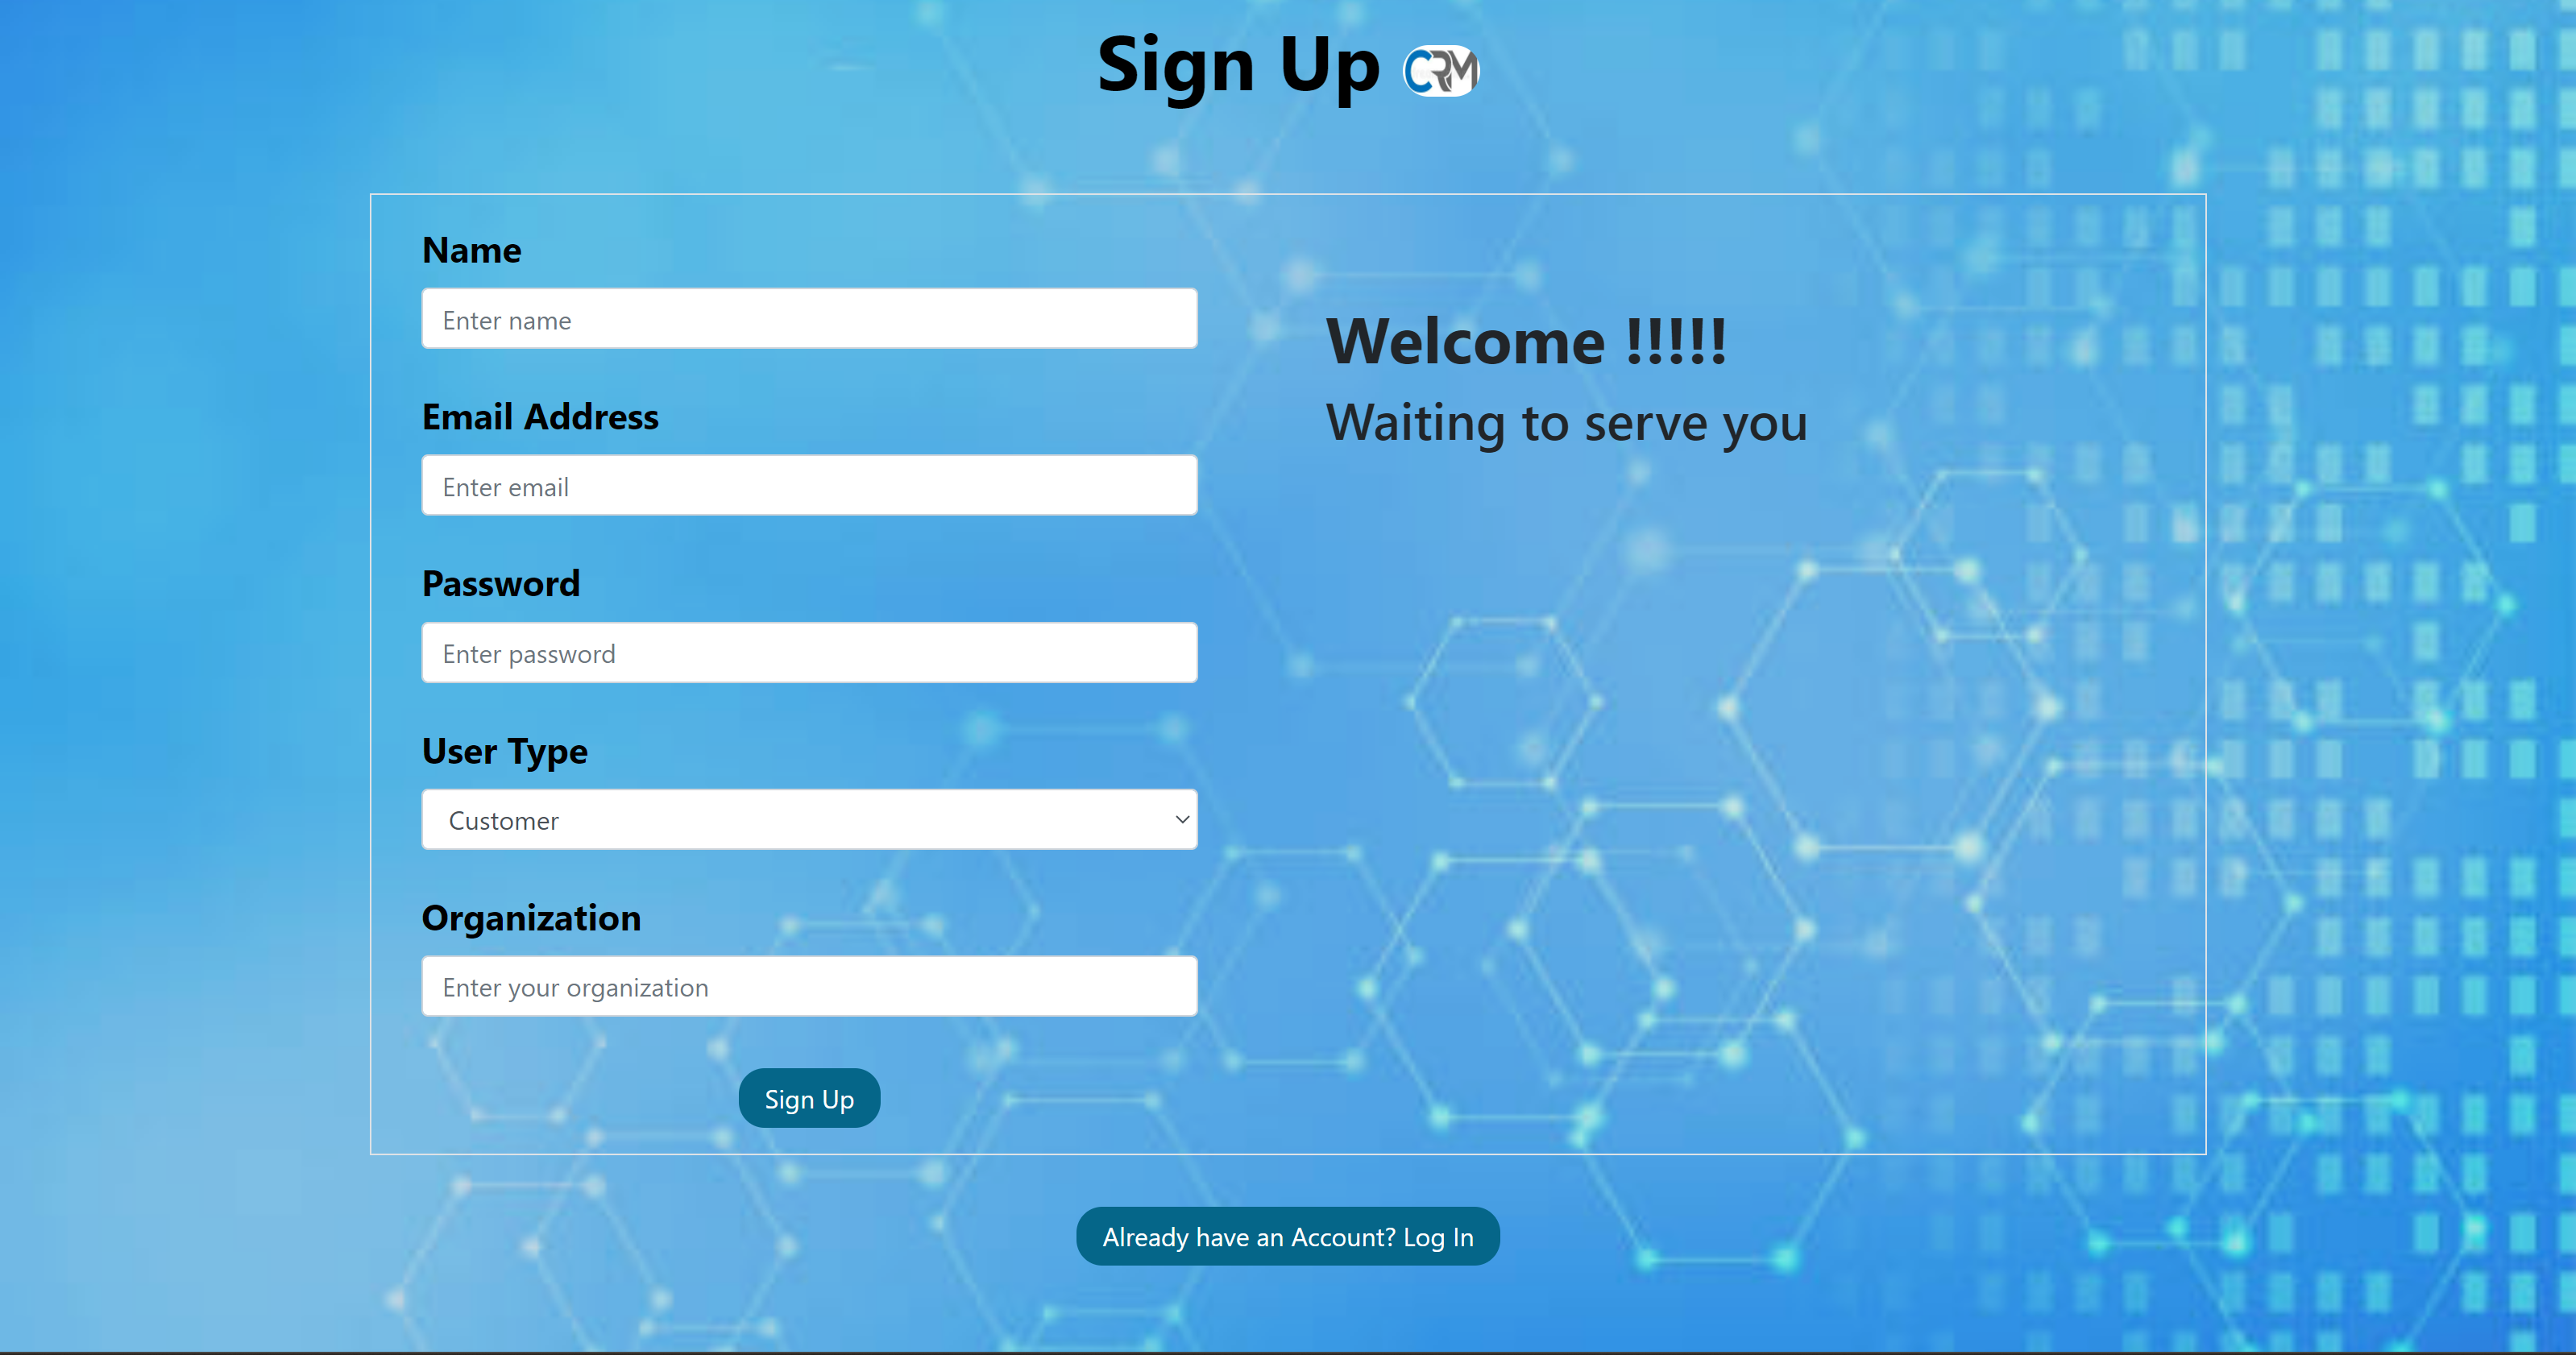 Sign Up CRM
Name
Enter name
Email Address
Enter email
Password
Enter password
User Type
Customer
Organization
Enter your organization
Sign Up
Welcome !!!!!
Waiting to serve you
Already have an Account? Log In